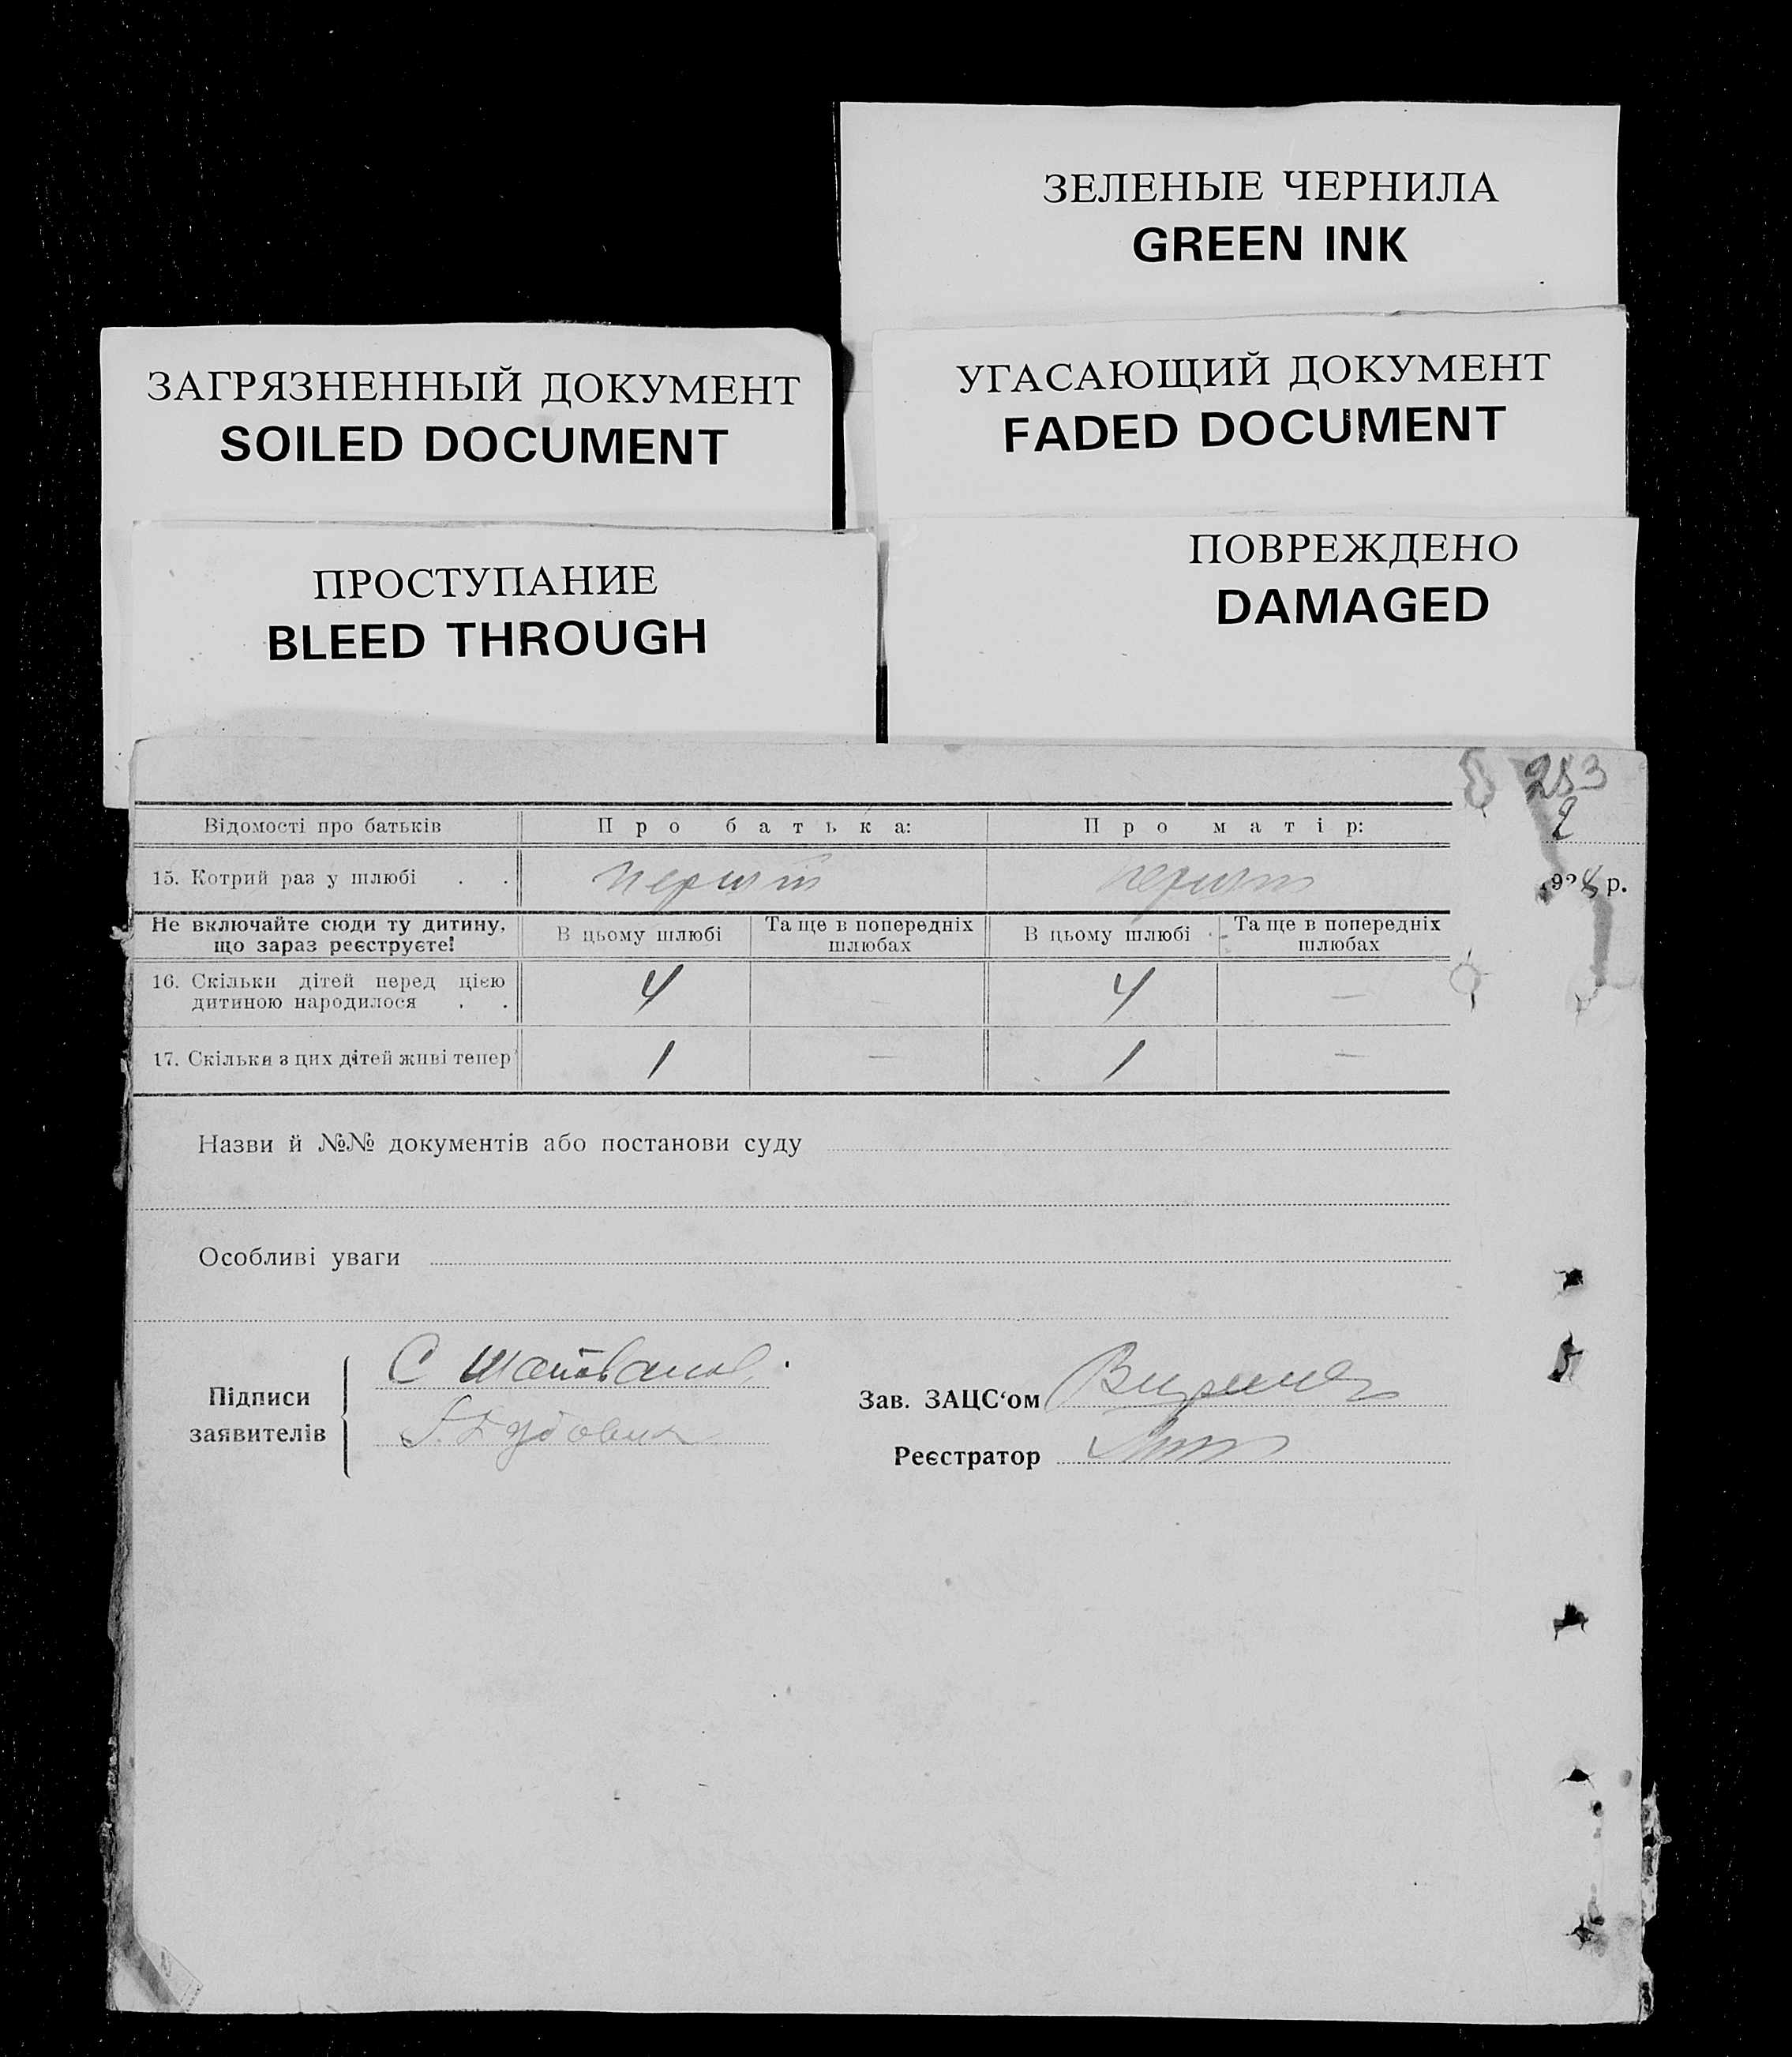 ЗЕЛЕНЫЕ ЧЕРНИЛА
GREEN INK
ЗАГРЯЗНЕННЫЙ ДОКУМЕНТ
SOILED DOCUMENT
УГАСАЮЩИЙ ДОКУМЕНТ
FADED DOCUMENT
ПРОСТУПАНИЕ
BLEED THROUGH
ПОВРЕЖДЕНО
DAMAGED
283
2
р.
Відомості про батьків Про батька: Про матір:
15. Котрий раз у шлюбі . . перший перший
Не включайте сюди ту дитину, що зараз реєструєте! В цьому шлюбі Та ще в попередніх шлюбах В цьому шлюбі Та ще в попередніх шлюбах
16. Скільки дітей перед цією дитиною народилося . . 4 — 4 —
17. Скільки з цих дітей живі тепер 1 — 1 —
Назви й №№ документів або постанови суду
Особливі уваги
Підписи заявителів
Зав. ЗАЦС‘ом
Реєстратор